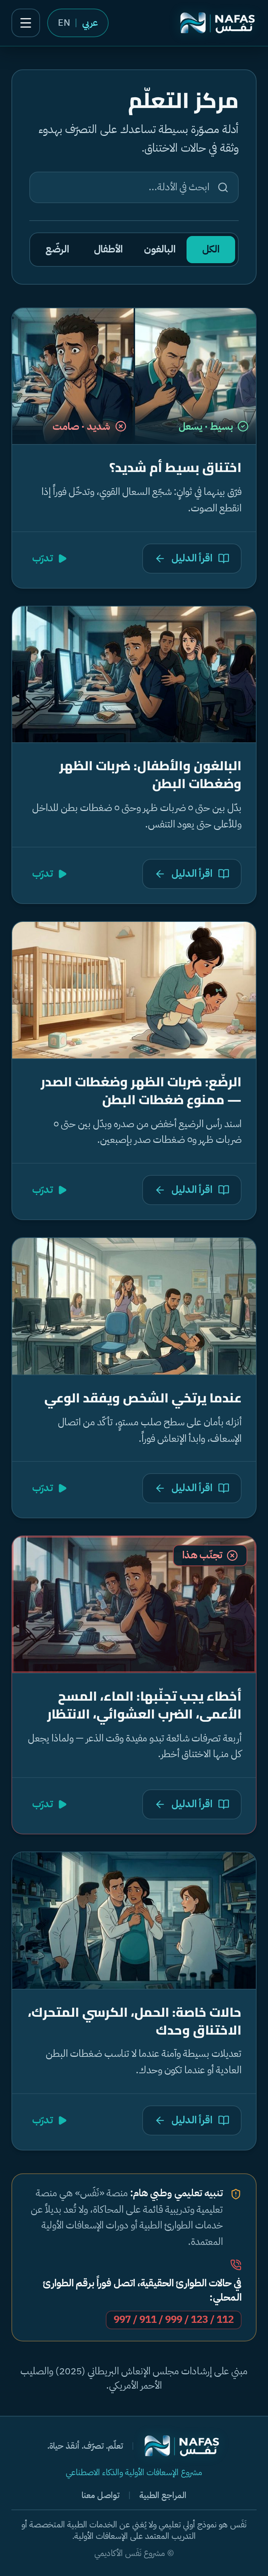 NAFAS
نَفَس
عربي | EN
مركز التعلّم
أدلة مصوّرة بسيطة تساعدك على التصرّف بهدوء
وثقة في حالات الاختناق.
ابحث في الأدلة...
الكل
البالغون
الأطفال
الرضّع
بسيط · يسعل
شديد · صامت
اختناق بسيط أم شديد؟
فرّق بينهما في ثوانٍ: شجّع السعال القوي، وتدخّل فوراً إذا
انقطع الصوت.
اقرأ الدليل
تدرّب
البالغون والأطفال: ضربات الظهر
وضغطات البطن
بدّل بين ٥ ضربات ظهر وحتى ٥ ضغطات بطن للداخل
وللأعلى حتى يعود التنفس.
اقرأ الدليل
تدرّب
الرضّع: ضربات الظهر وضغطات الصدر
— ممنوع ضغطات البطن
اسند رأس الرضيع أخفض من صدره وبدّل بين حتى ٥
ضربات ظهر و٥ ضغطات صدر بإصبعين.
اقرأ الدليل
تدرّب
عندما يرتخي الشخص ويفقد الوعي
أنزله بأمان على سطح صلب مستوٍ، تأكّد من اتصال
الإسعاف، وابدأ الإنعاش فوراً.
اقرأ الدليل
تدرّب
تجنّب هذا
أخطاء يجب تجنّبها: الماء، المسح
الأعمى، الضرب العشوائي، الانتظار
أربعة تصرفات شائعة تبدو مفيدة وقت الذعر — ولماذا يجعل
كل منها الاختناق أخطر.
اقرأ الدليل
تدرّب
حالات خاصة: الحمل، الكرسي المتحرك،
الاختناق وحدك
تعديلات بسيطة وآمنة عندما لا تناسب ضغطات البطن
العادية أو عندما تكون وحدك.
اقرأ الدليل
تدرّب
تنبيه تعليمي وطبي هام: منصة «نَفَس» هي منصة
تعليمية وتدريبية قائمة على المحاكاة، ولا تُعد بديلاً عن
خدمات الطوارئ الطبية أو دورات الإسعافات الأولية
المعتمدة.
في حالات الطوارئ الحقيقية، اتصل فوراً برقم الطوارئ
المحلي:
997 / 911 / 999 / 123 / 112
مبني على إرشادات مجلس الإنعاش البريطاني (2025) والصليب
الأحمر الأمريكي.
NAFAS
نَفَس
تعلّم. تصرّف. أنقذ حياة.
مشروع الإسعافات الأولية والذكاء الاصطناعي
المراجع الطبية
تواصل معنا
نَفَس هو نموذج أولي تعليمي ولا يُغني عن الخدمات الطبية المتخصصة أو
التدريب المعتمد على الإسعافات الأولية.
© مشروع نَفَس الأكاديمي